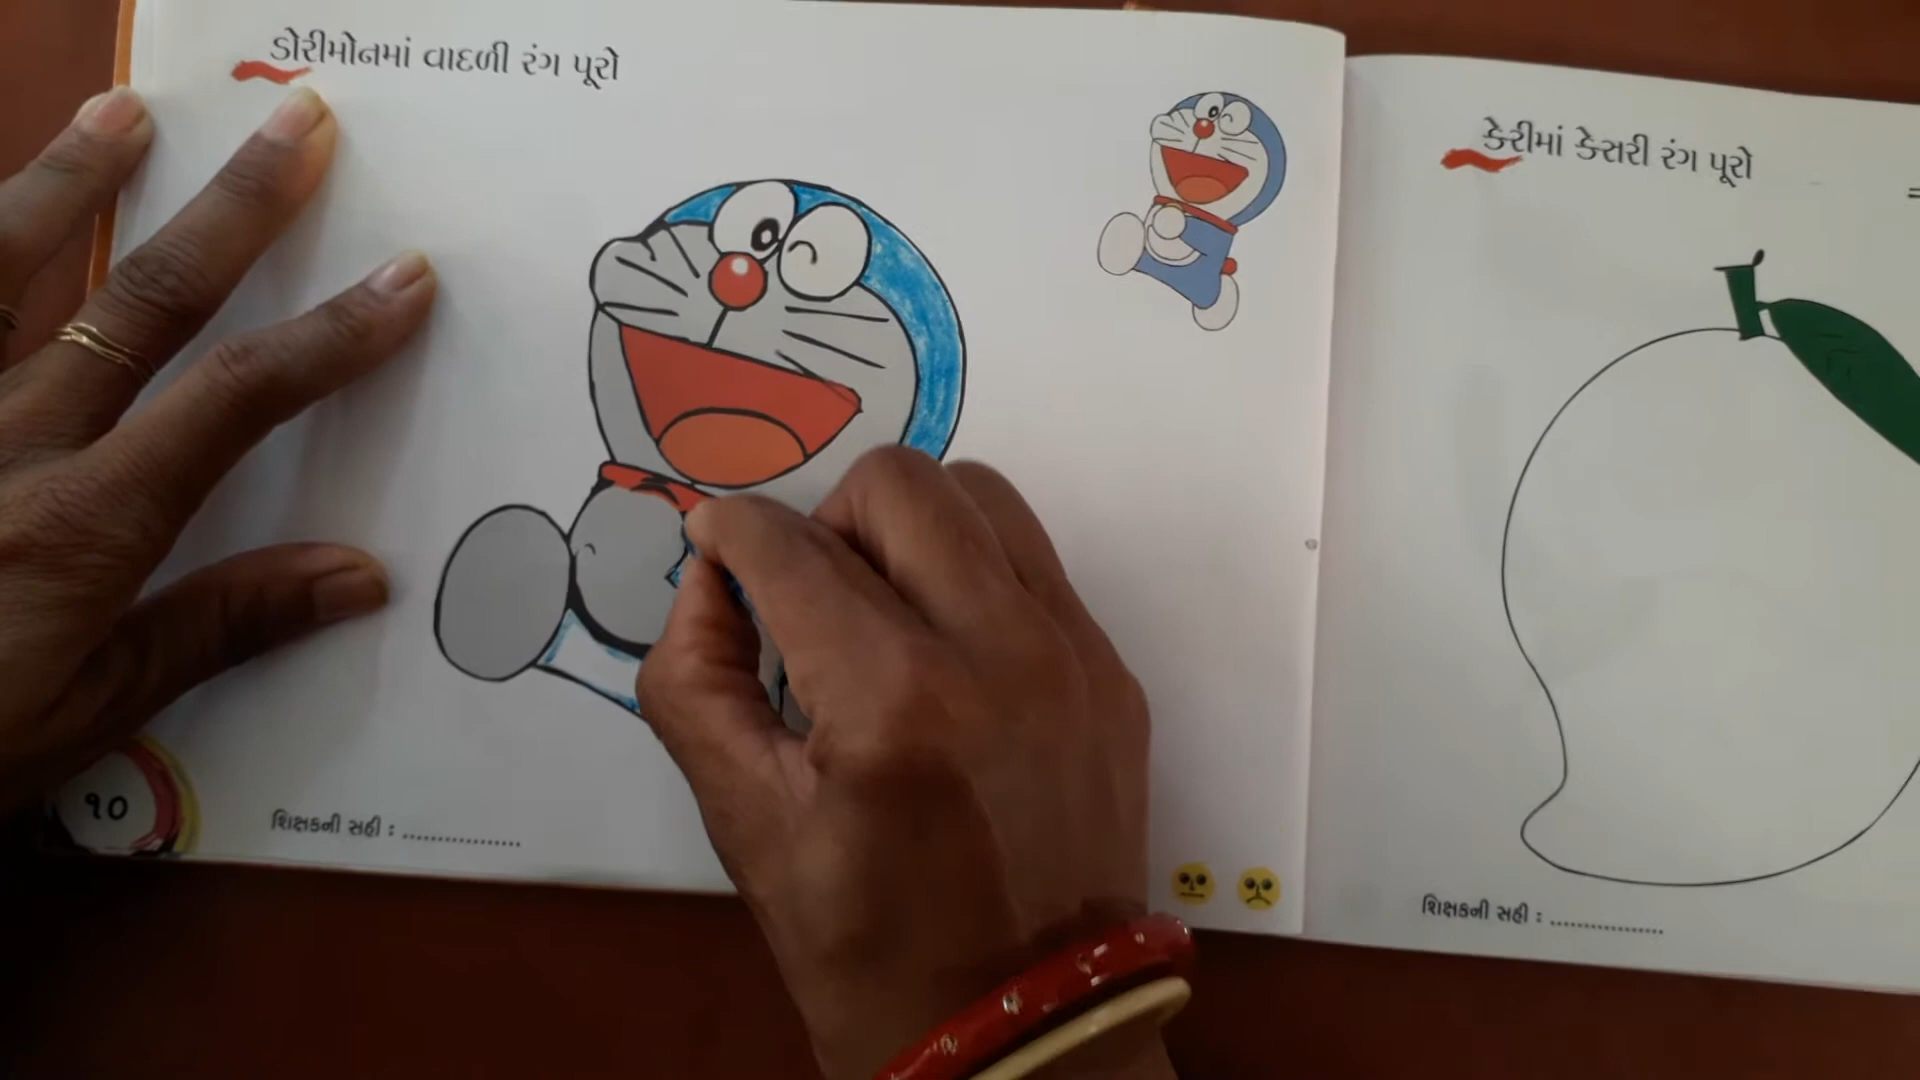 ડોરીમોનમાં વાદળી રંગ પૂરો
૧૦
શિક્ષકની સહી : .................
કેરીમાં કેસરી રંગ પૂરો
શિક્ષકની સહી : .................